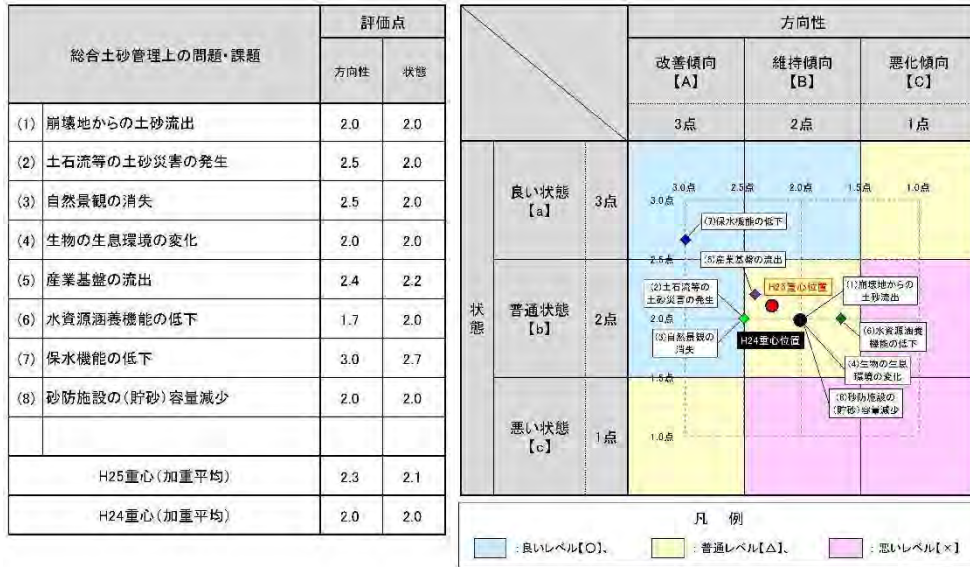 総合土砂管理上の問題・課題
評価点
方向性 状態
(1) 崩壊地からの土砂流出 2.0 2.0
(2) 土石流等の土砂災害の発生 2.5 2.0
(3) 自然景観の消失 2.5 2.0
(4) 生物の生息環境の変化 2.0 2.0
(5) 産業基盤の流出 2.4 2.2
(6) 水資源涵養機能の低下 1.7 2.0
(7) 保水機能の低下 3.0 2.7
(8) 砂防施設の(貯砂)容量減少 2.0 2.0
H25重心(加重平均) 2.3 2.1
H24重心(加重平均) 2.0 2.0
方向性
改善傾向 維持傾向 悪化傾向
【A】 【B】 【C】
3点 2点 1点
状態
良い状態
【a】
3点
普通状態
【b】
2点
悪い状態
【c】
1点
3.0点 2.5点 2.0点 1.5点 1.0点
3.0点
2.5点
2.0点
1.5点
1.0点
(7)保水機能の低下
(5)産業基盤の流出
H25重心位置
(2)土石流等の
土砂災害の発生
(1)崩壊地からの
土砂流出
(3)自然景観の
消失
H24重心位置
(6)水資源涵養
機能の低下
(4)生物の生息
環境の変化
(8)砂防施設の
(貯砂)容量減少
凡 例
:良いレベル【○】、 :普通レベル【△】、 :悪いレベル【×】